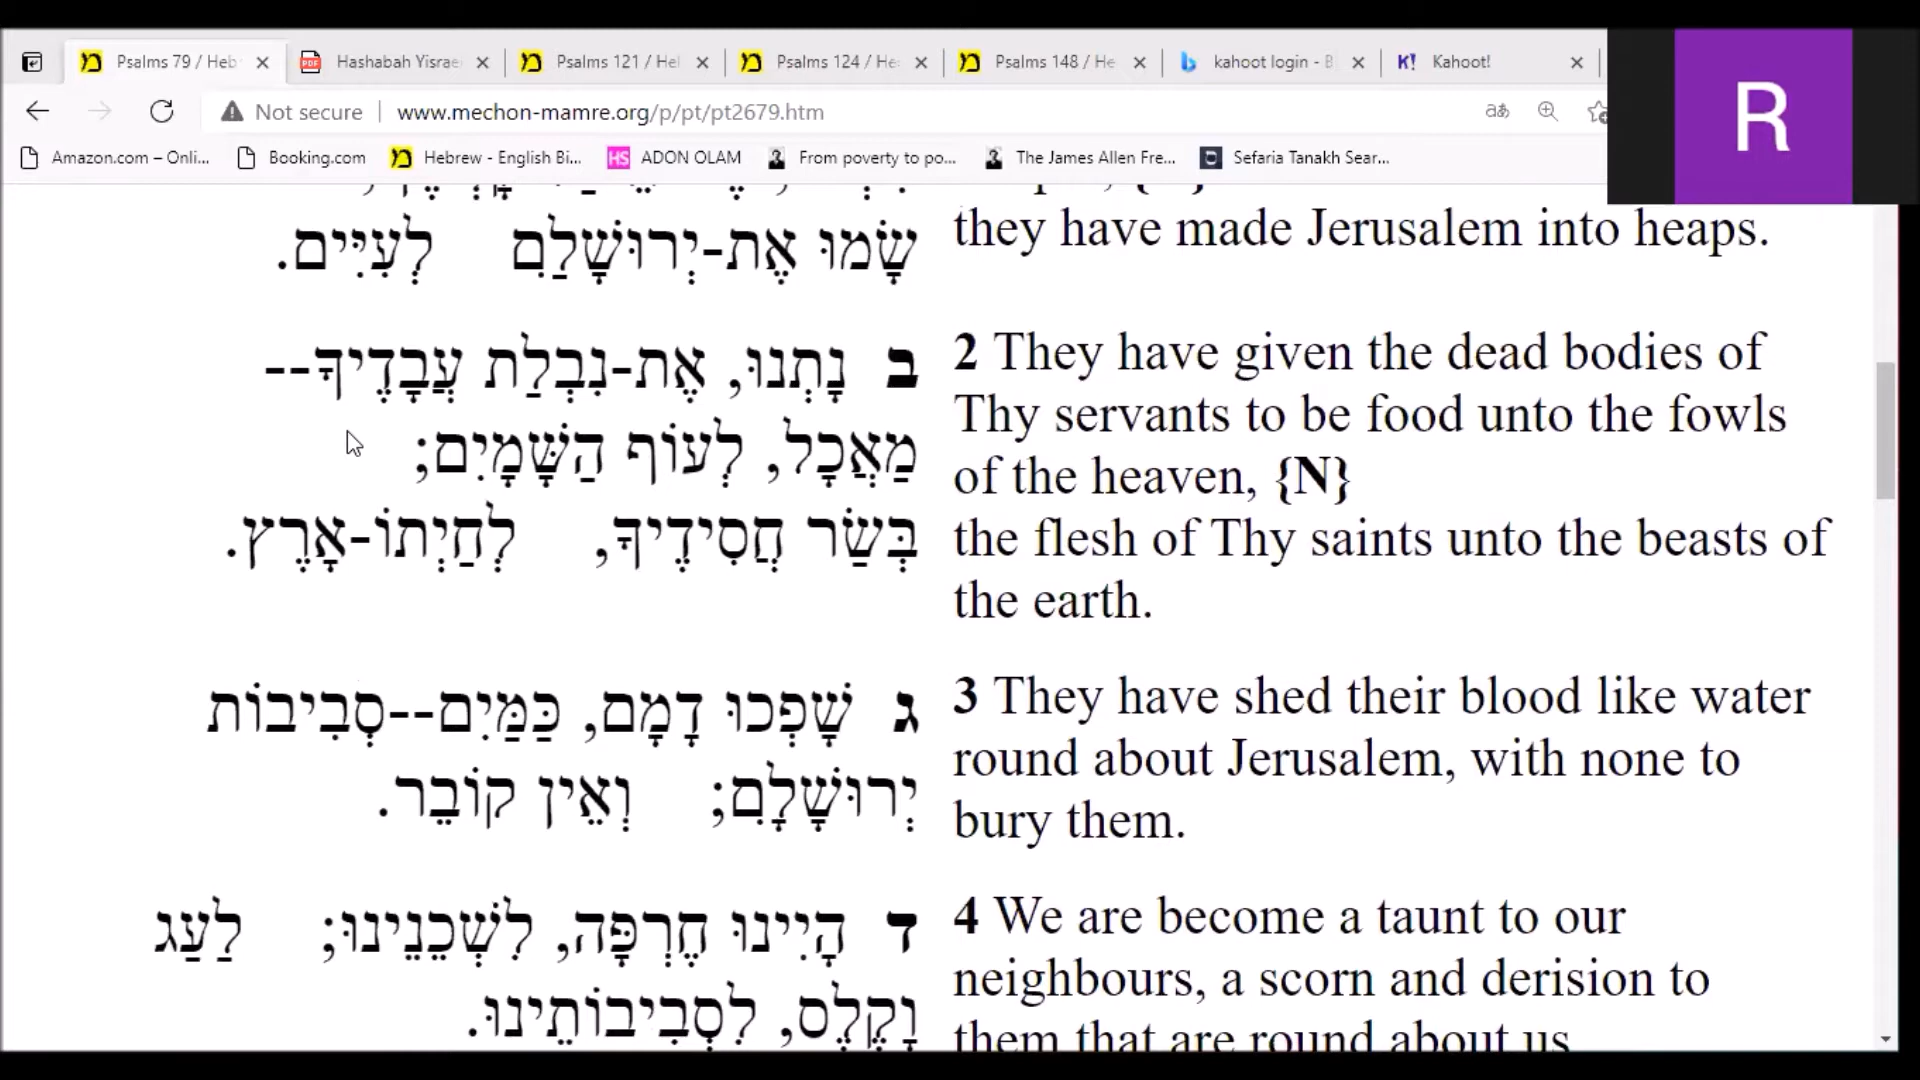 Psalms 79 / Heb
Hashabah Yisrae
Psalms 121 / Hel
Psalms 124 / He
Psalms 148 / He
kahoot login - B
K! Kahoot!
Not secure
www.mechon-mamre.org/p/pt/pt2679.htm
R
Amazon.com – Onli...
Booking.com
Hebrew - English Bi...
HS ADON OLAM
From poverty to po...
The James Allen Fre...
Sefaria Tanakh Sear...
שָׂמוּ אֶת-יְרוּשָׁלַ‍ִם לְעִיִּים.
they have made Jerusalem into heaps.
ב נָתְנוּ, אֶת-נִבְלַת עֲבָדֶיךָ--
מַאֲכָל, לְעוֹף הַשָּׁמָיִם;
בְּשַׂר חֲסִידֶיךָ, לְחַיְתוֹ-אָרֶץ.
2 They have given the dead bodies of
Thy servants to be food unto the fowls
of the heaven, {N}
the flesh of Thy saints unto the beasts of
the earth.
ג שָׁפְכוּ דָמָם, כַּמַּיִם--סְבִיבוֹת
יְרוּשָׁלִָם; וְאֵין קוֹבֵר.
3 They have shed their blood like water
round about Jerusalem, with none to
bury them.
ד הָיִינוּ חֶרְפָּה, לִשְׁכֵנֵינוּ; לַעַג
וָקֶלֶס, לִסְבִיבוֹתֵינוּ.
4 We are become a taunt to our
neighbours, a scorn and derision to
them that are round about us